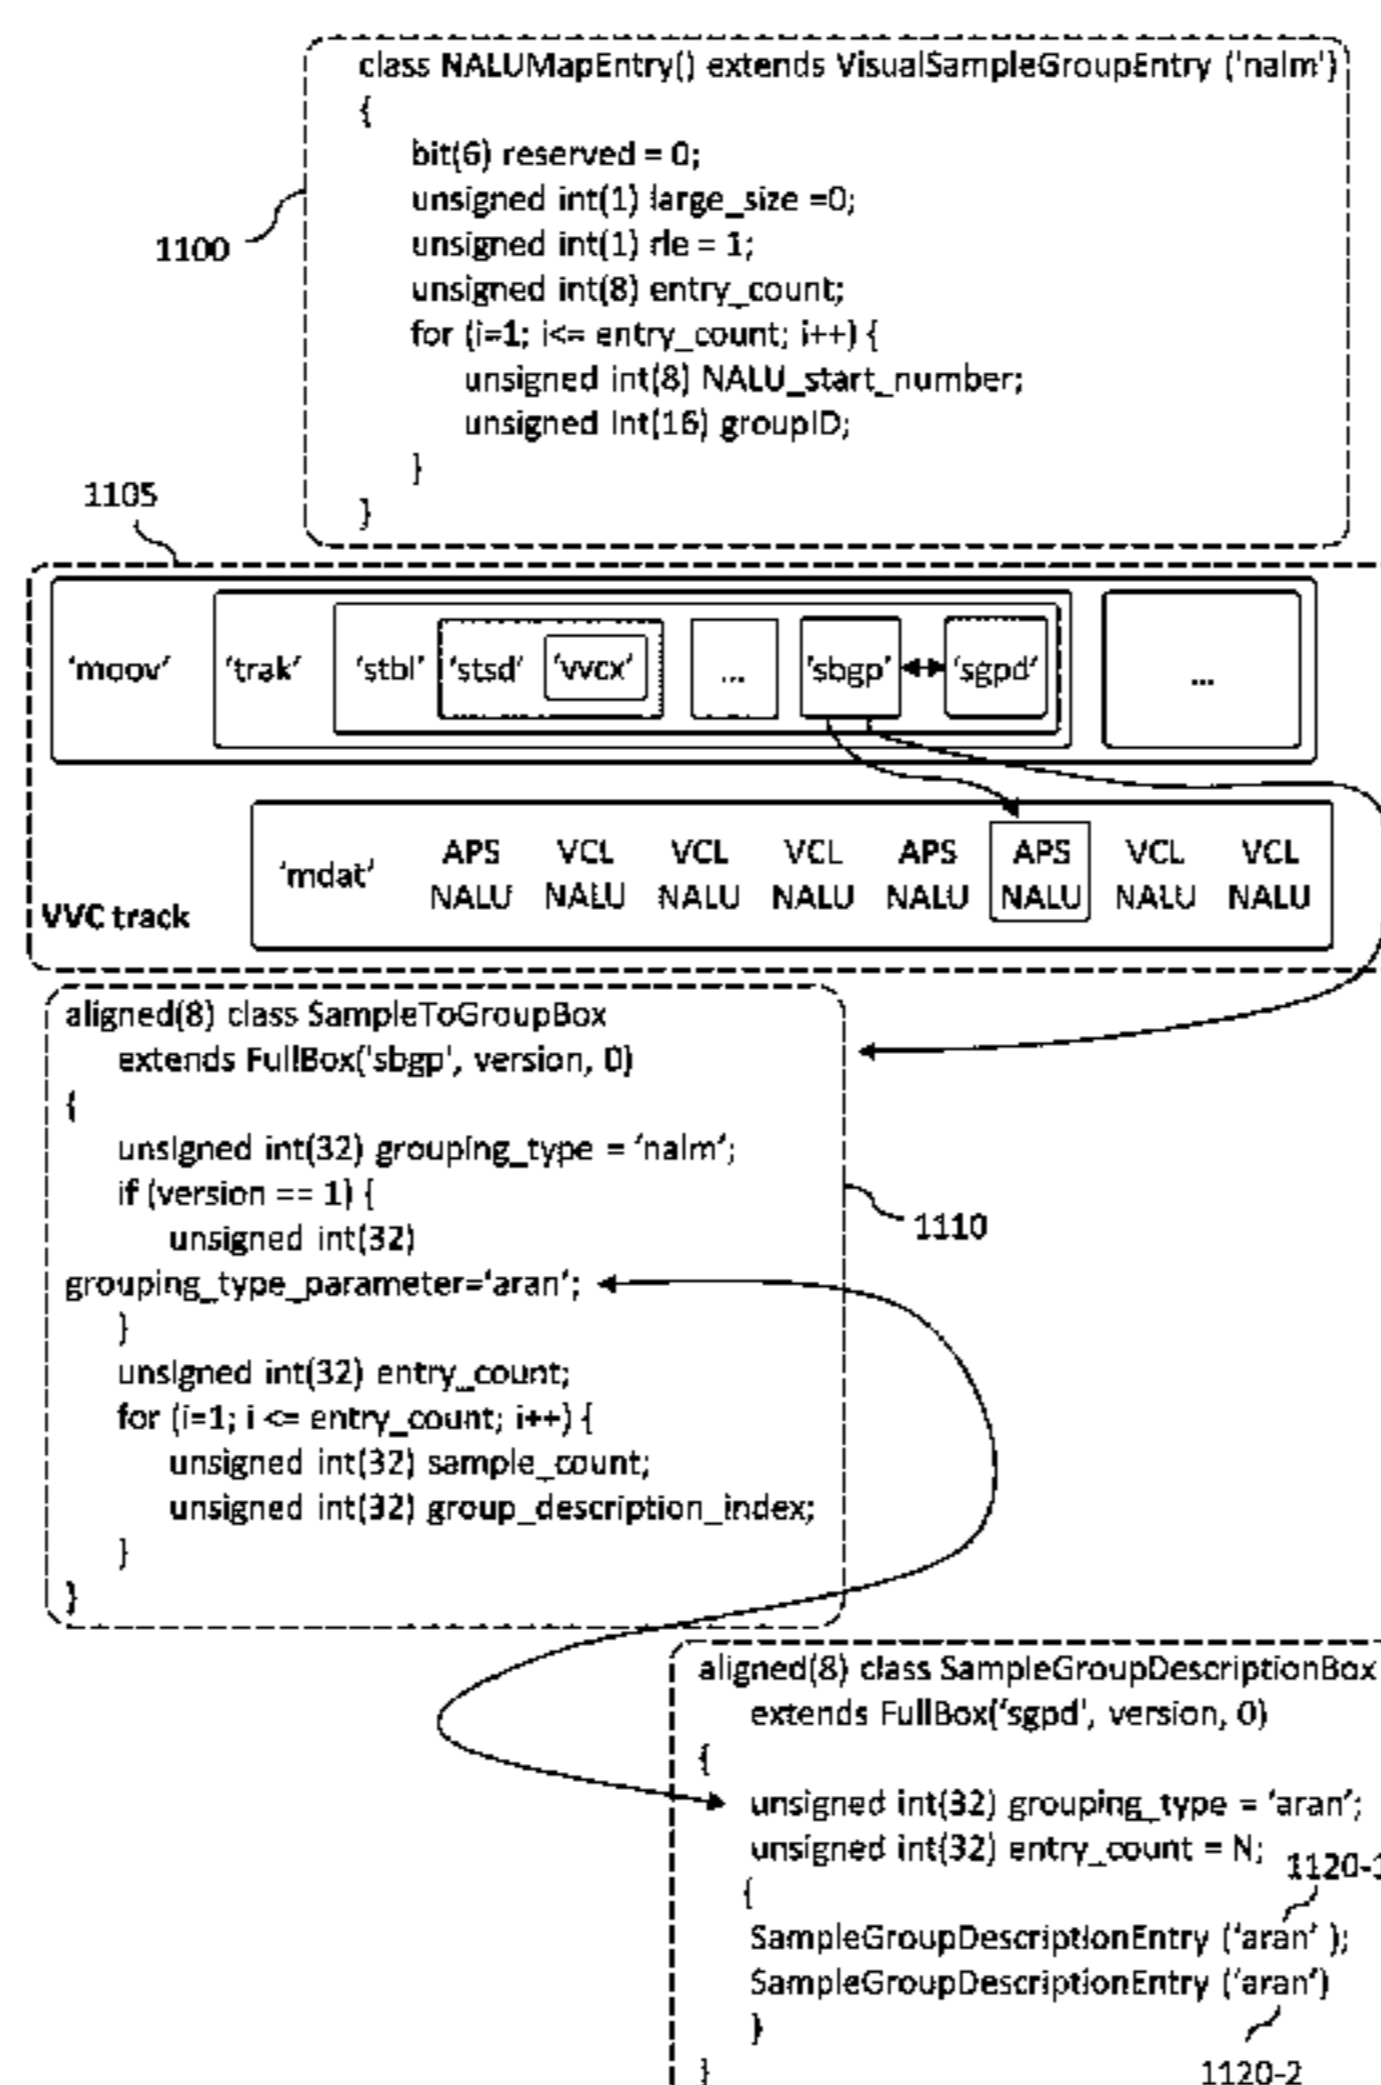 class NALUMapEntry() extends VisualSampleGroupEntry ('nalm')
{
bit(6) reserved = 0;
unsigned int(1) large_size =0;
unsigned int(1) rle = 1;
1100
unsigned int(8) entry_count;
for (i=1; i<= entry_count; i++) {
unsigned int(8) NALU_start_number;
unsigned int(16) groupID;
}
}
1105
'moov' 'trak' 'stbl' 'stsd' 'vvcx' ... 'sbgp' 'sgpd' ...
'mdat'
APS NALU
VCL NALU
VCL NALU
VCL NALU
APS NALU
APS NALU
VCL NALU
VCL NALU
VVC track
aligned(8) class SampleToGroupBox
extends FullBox('sbgp', version, 0)
{
unsigned int(32) grouping_type = 'nalm';
if (version == 1) {
unsigned int(32)
grouping_type_parameter='aran';
}
unsigned int(32) entry_count;
for (i=1; i <= entry_count; i++) {
unsigned int(32) sample_count;
unsigned int(32) group_description_index;
}
}
1110
aligned(8) class SampleGroupDescriptionBox
extends FullBox('sgpd', version, 0)
{
unsigned int(32) grouping_type = 'aran';
unsigned int(32) entry_count = N;
1120-1
{
SampleGroupDescriptionEntry ('aran' );
SampleGroupDescriptionEntry ('aran')
}
}
1120-2